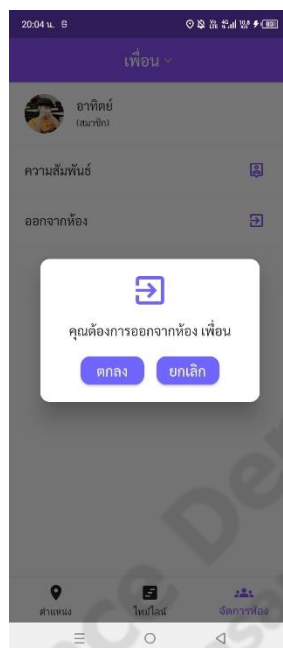 20:04 น.
เพื่อน
อาทิตย์
(สมาชิก)
ความสัมพันธ์
ออกจากห้อง
คุณต้องการออกจากห้อง เพื่อน
ตกลง ยกเลิก
ตำแหน่ง ไทม์ไลน์ จัดการห้อง